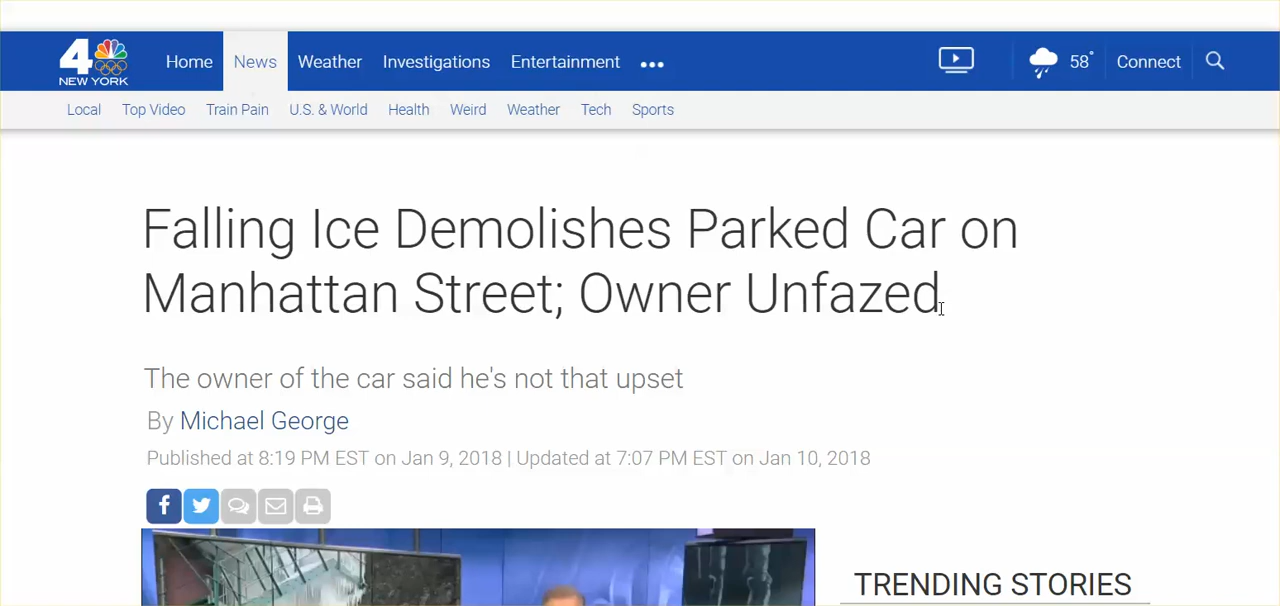 4
NEW YORK
Home News Weather Investigations Entertainment ••• 58° Connect
Local Top Video Train Pain U.S. & World Health Weird Weather Tech Sports
Falling Ice Demolishes Parked Car on
Manhattan Street; Owner Unfazed
The owner of the car said he's not that upset
By Michael George
Published at 8:19 PM EST on Jan 9, 2018 | Updated at 7:07 PM EST on Jan 10, 2018
TRENDING STORIES